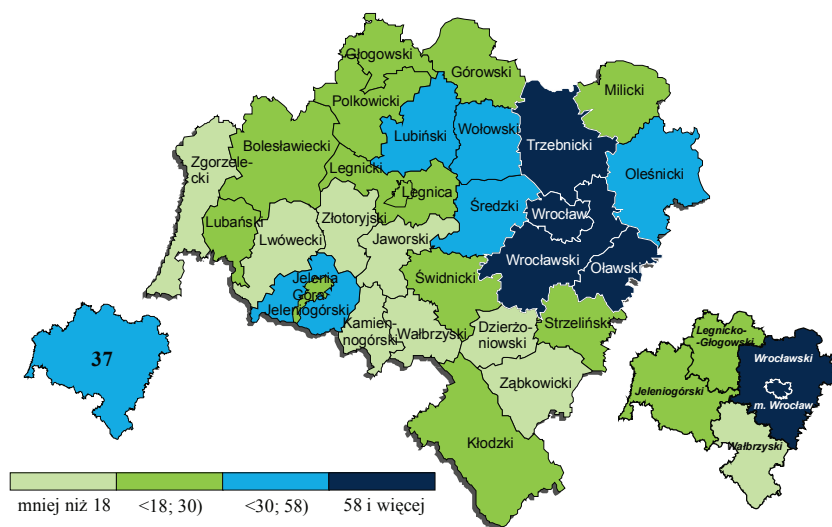 Głogowski
Górowski
Milicki
Polkowicki
Lubiński
Wołowski
Trzebnicki
Bolesławiecki
Zgorzele-
cki
Legnicki
Oleśnicki
Legnica
Średzki
Wrocław
Lubański
Złotoryjski
Lwówecki
Jaworski
Wrocławski
Oławski
Świdnicki
Jelenia
Góra
Jeleniogórski
Kamien-
nogórski
Wałbrzyski
Dzierżo-
niowski
Strzeliński
Ząbkowicki
Kłodzki
37
Legnicko-
-Głogowski
Wrocławski
Jeleniogórski
m. Wrocław
Wałbrzyski
mniej niż 18
<18; 30)
<30; 58)
58 i więcej